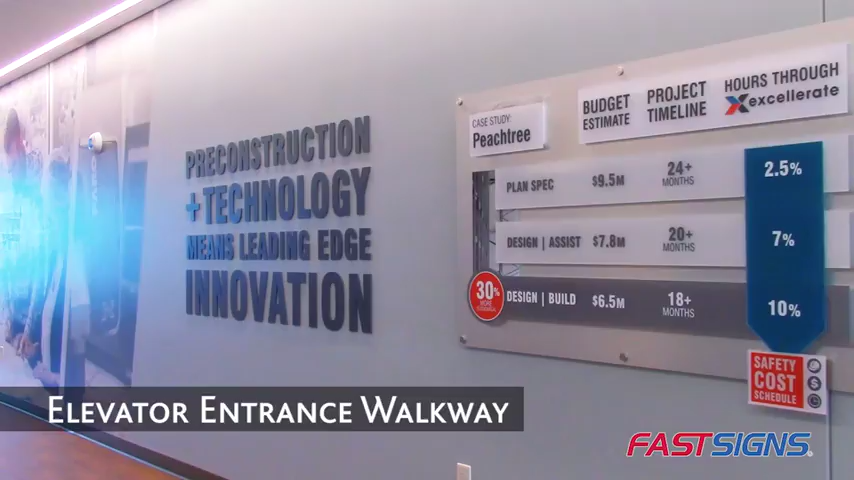 PRECONSTRUCTION
+ TECHNOLOGY
MEANS LEADING EDGE
INNOVATION
CASE STUDY:
Peachtree
BUDGET
ESTIMATE
PROJECT
TIMELINE
HOURS THROUGH
excellerate
PLAN SPEC $9.5M 24+ MONTHS 2.5%
DESIGN | ASSIST $7.8M 20+ MONTHS 7%
30%
DESIGN | BUILD $6.5M 18+ MONTHS 10%
SAFETY
COST
SCHEDULE
ELEVATOR ENTRANCE WALKWAY
FASTSIGNS®